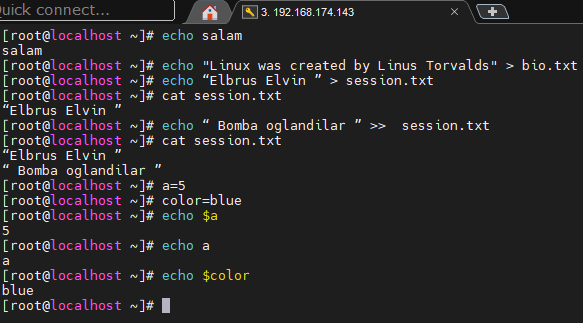 Quick connect...
3. 192.168.174.143
[root@localhost ~]# echo salam
salam
[root@localhost ~]# echo "Linux was created by Linus Torvalds" > bio.txt
[root@localhost ~]# echo “Elbrus Elvin ” > session.txt
[root@localhost ~]# cat session.txt
“Elbrus Elvin ”
[root@localhost ~]# echo “ Bomba oglandilar ” >>  session.txt
[root@localhost ~]# cat session.txt
“Elbrus Elvin ”
“ Bomba oglandilar ”
[root@localhost ~]# a=5
[root@localhost ~]# color=blue
[root@localhost ~]# echo $a
5
[root@localhost ~]# echo a
a
[root@localhost ~]# echo $color
blue
[root@localhost ~]#